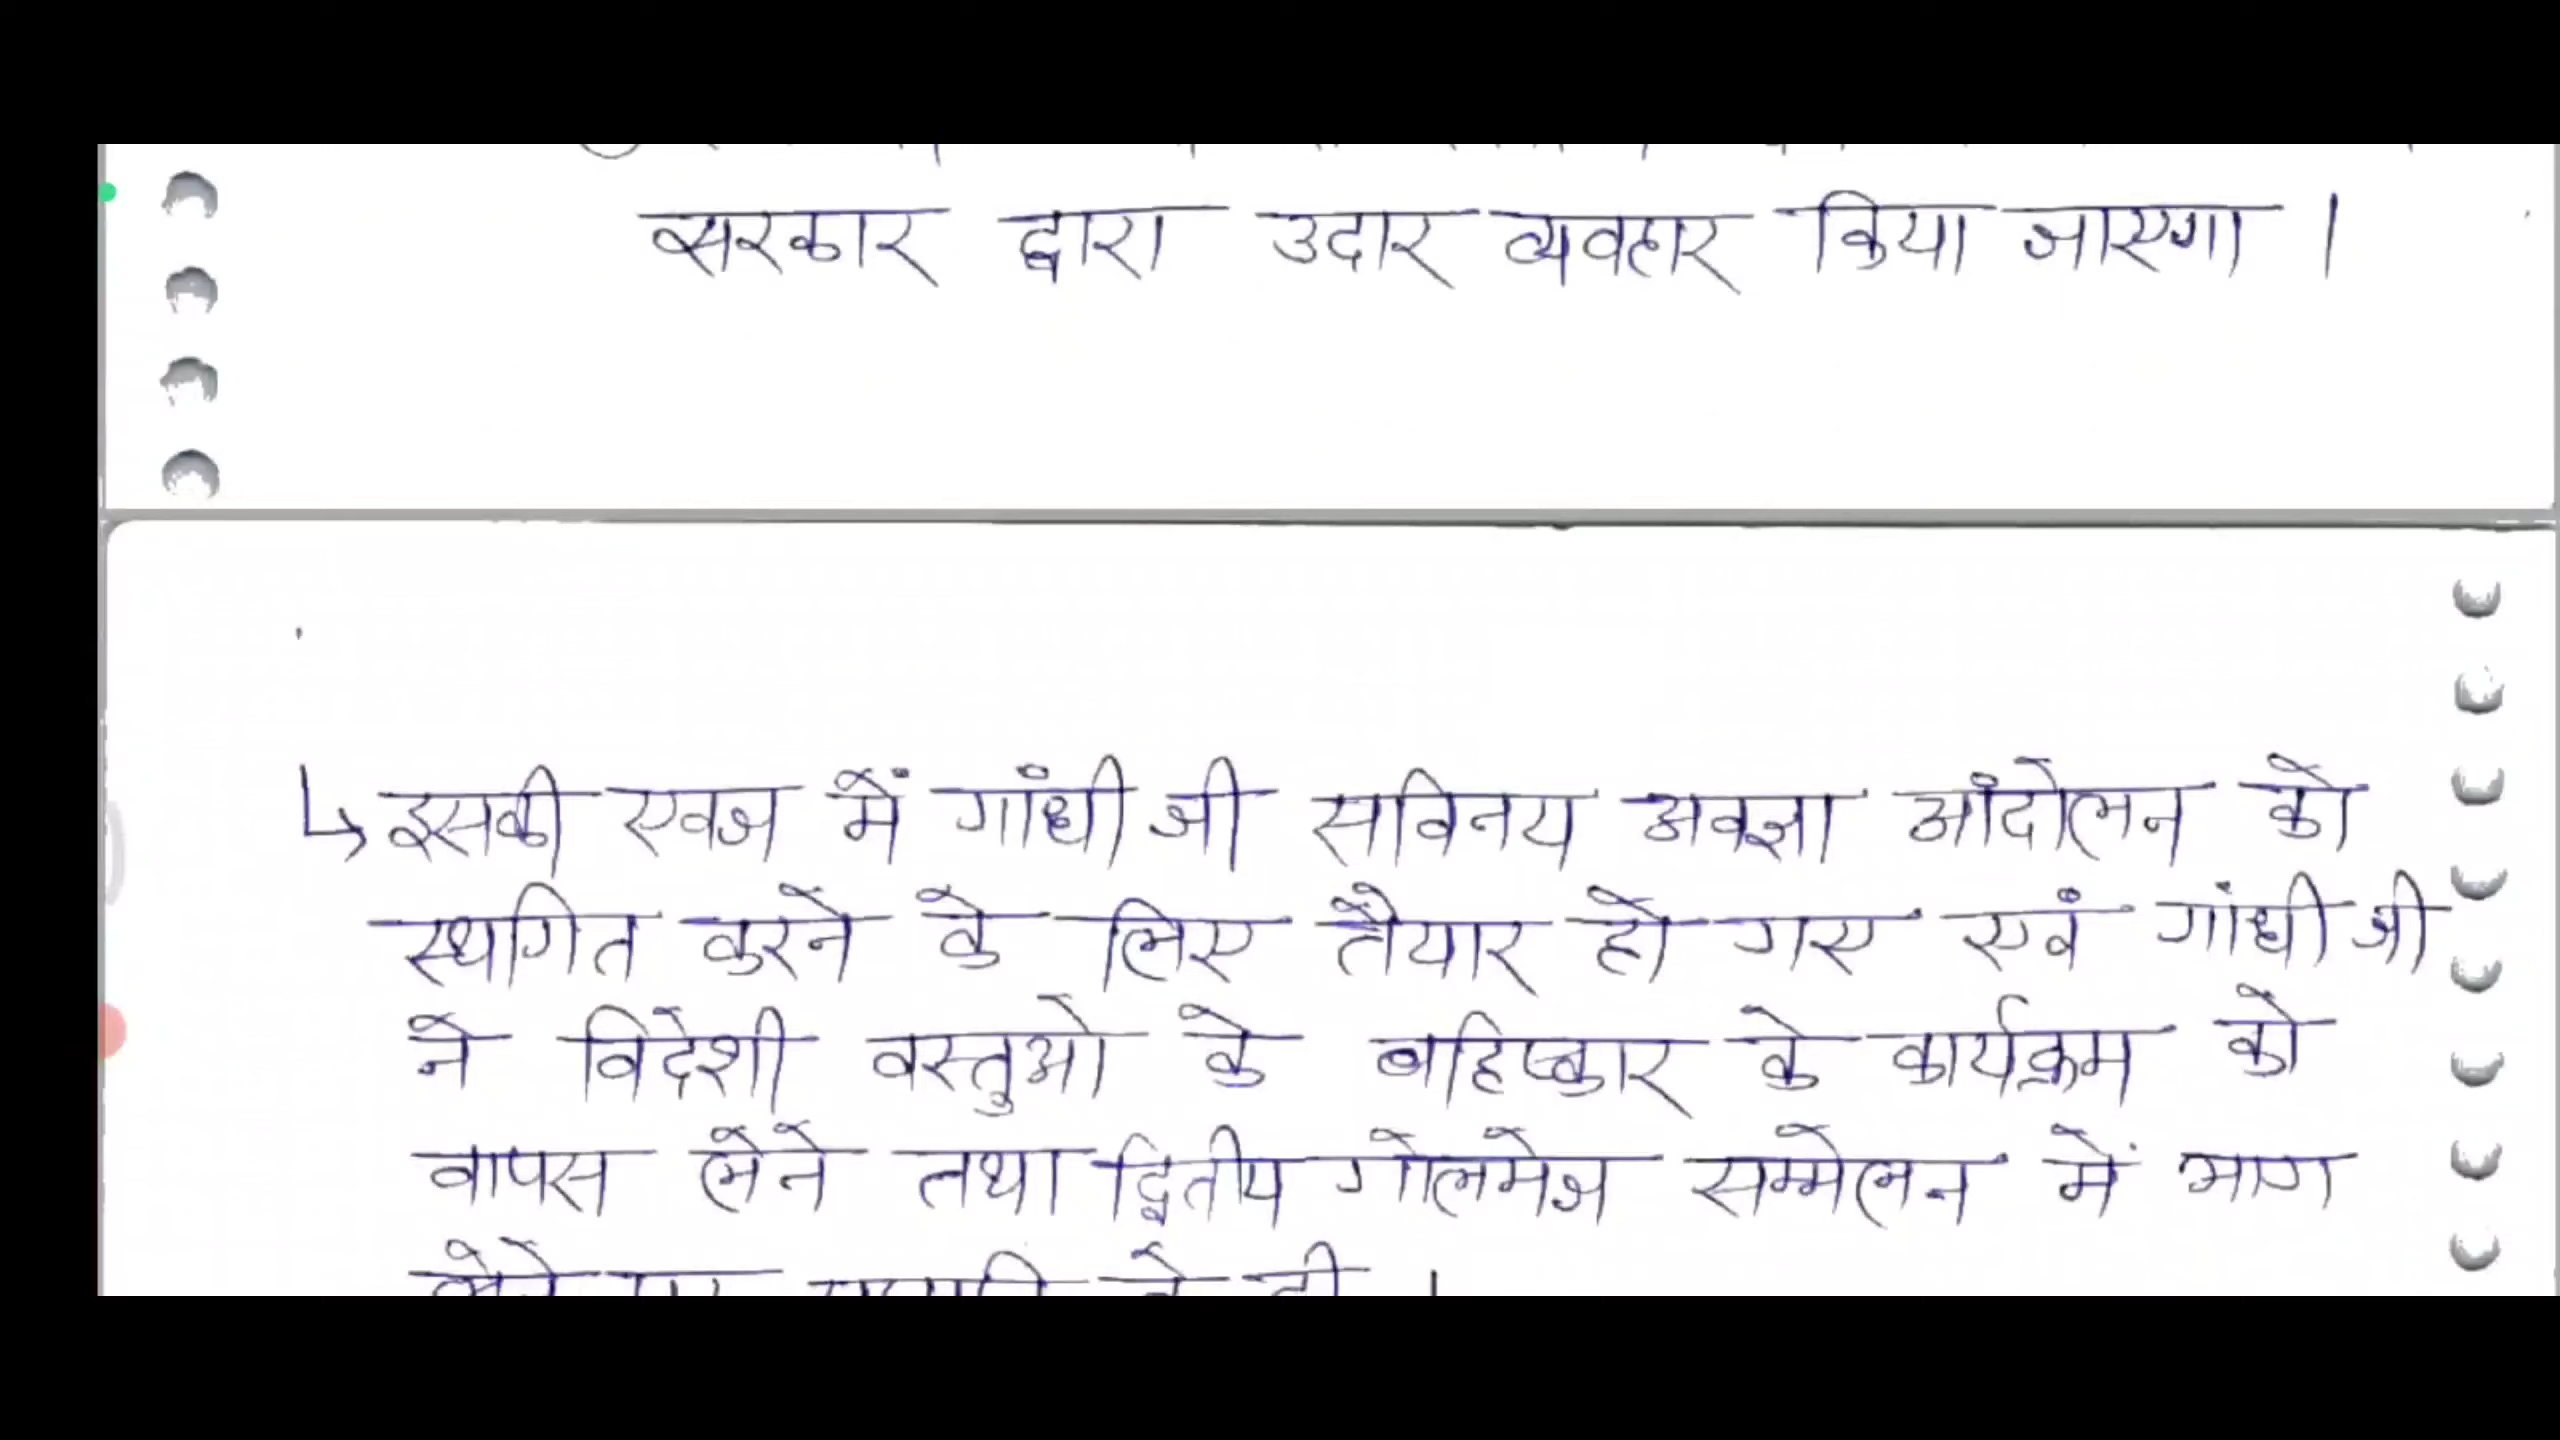 सरकार द्वारा उदार व्यवहार किया जाएगा ।
↳ इसकी एवज में गांधी जी सविनय अवज्ञा आंदोलन को
स्थगित करने के लिए तैयार हो गए एवं गांधी जी
ने विदेशी वस्तुओ के बहिष्कार के कार्यक्रम को
वापस लेने तथा द्वितीय गोलमेज सम्मेलन में भाग